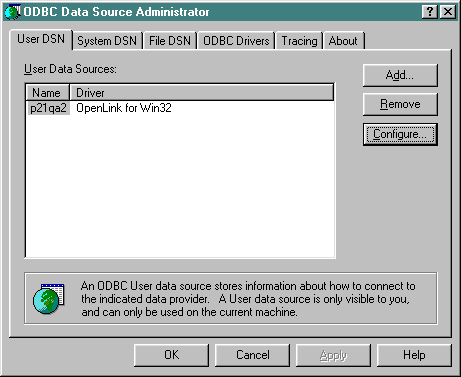 ODBC Data Source Administrator
User DSN System DSN File DSN ODBC Drivers Tracing About
User Data Sources:
Name Driver
p21qa2 OpenLink for Win32
Add...
Remove
Configure...
An ODBC User data source stores information about how to connect to
the indicated data provider. A User data source is only visible to you,
and can only be used on the current machine.
OK Cancel Apply Help